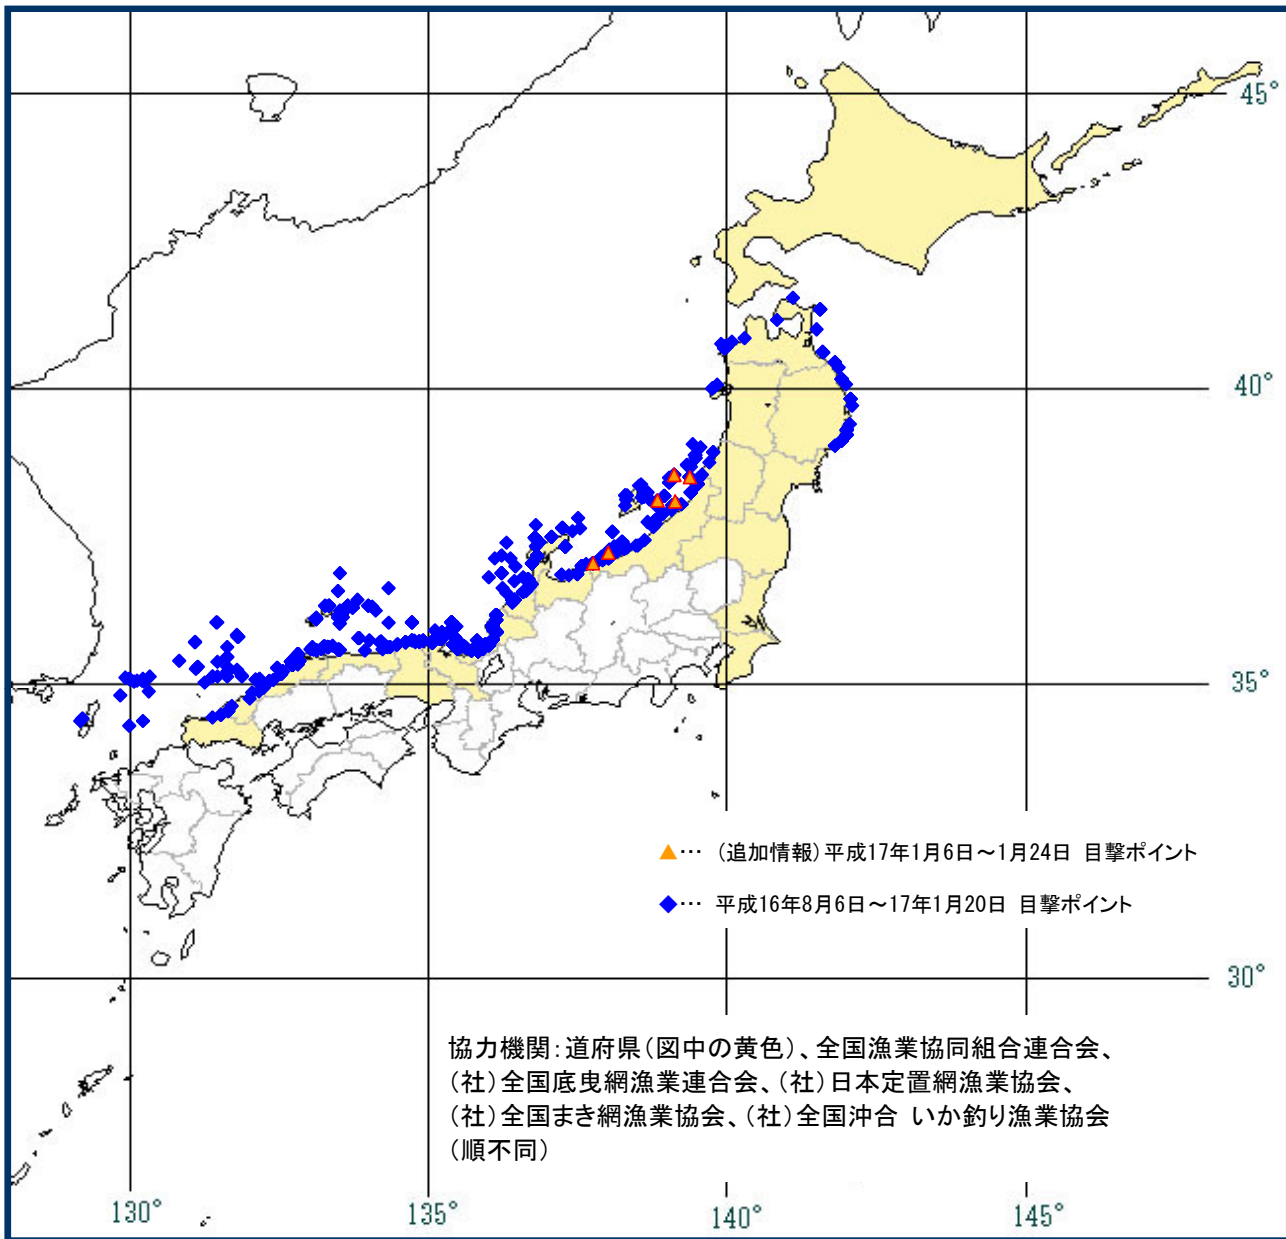 45°
40°
35°
▲… (追加情報)平成17年1月6日～1月24日 目撃ポイント
◆… 平成16年8月6日～17年1月20日 目撃ポイント
30°
協力機関:道府県(図中の黄色)、全国漁業協同組合連合会、
(社)全国底曳網漁業連合会、(社)日本定置網漁業協会、
(社)全国まき網漁業協会、(社)全国沖合 いか釣り漁業協会
(順不同)
130° 135° 140° 145°